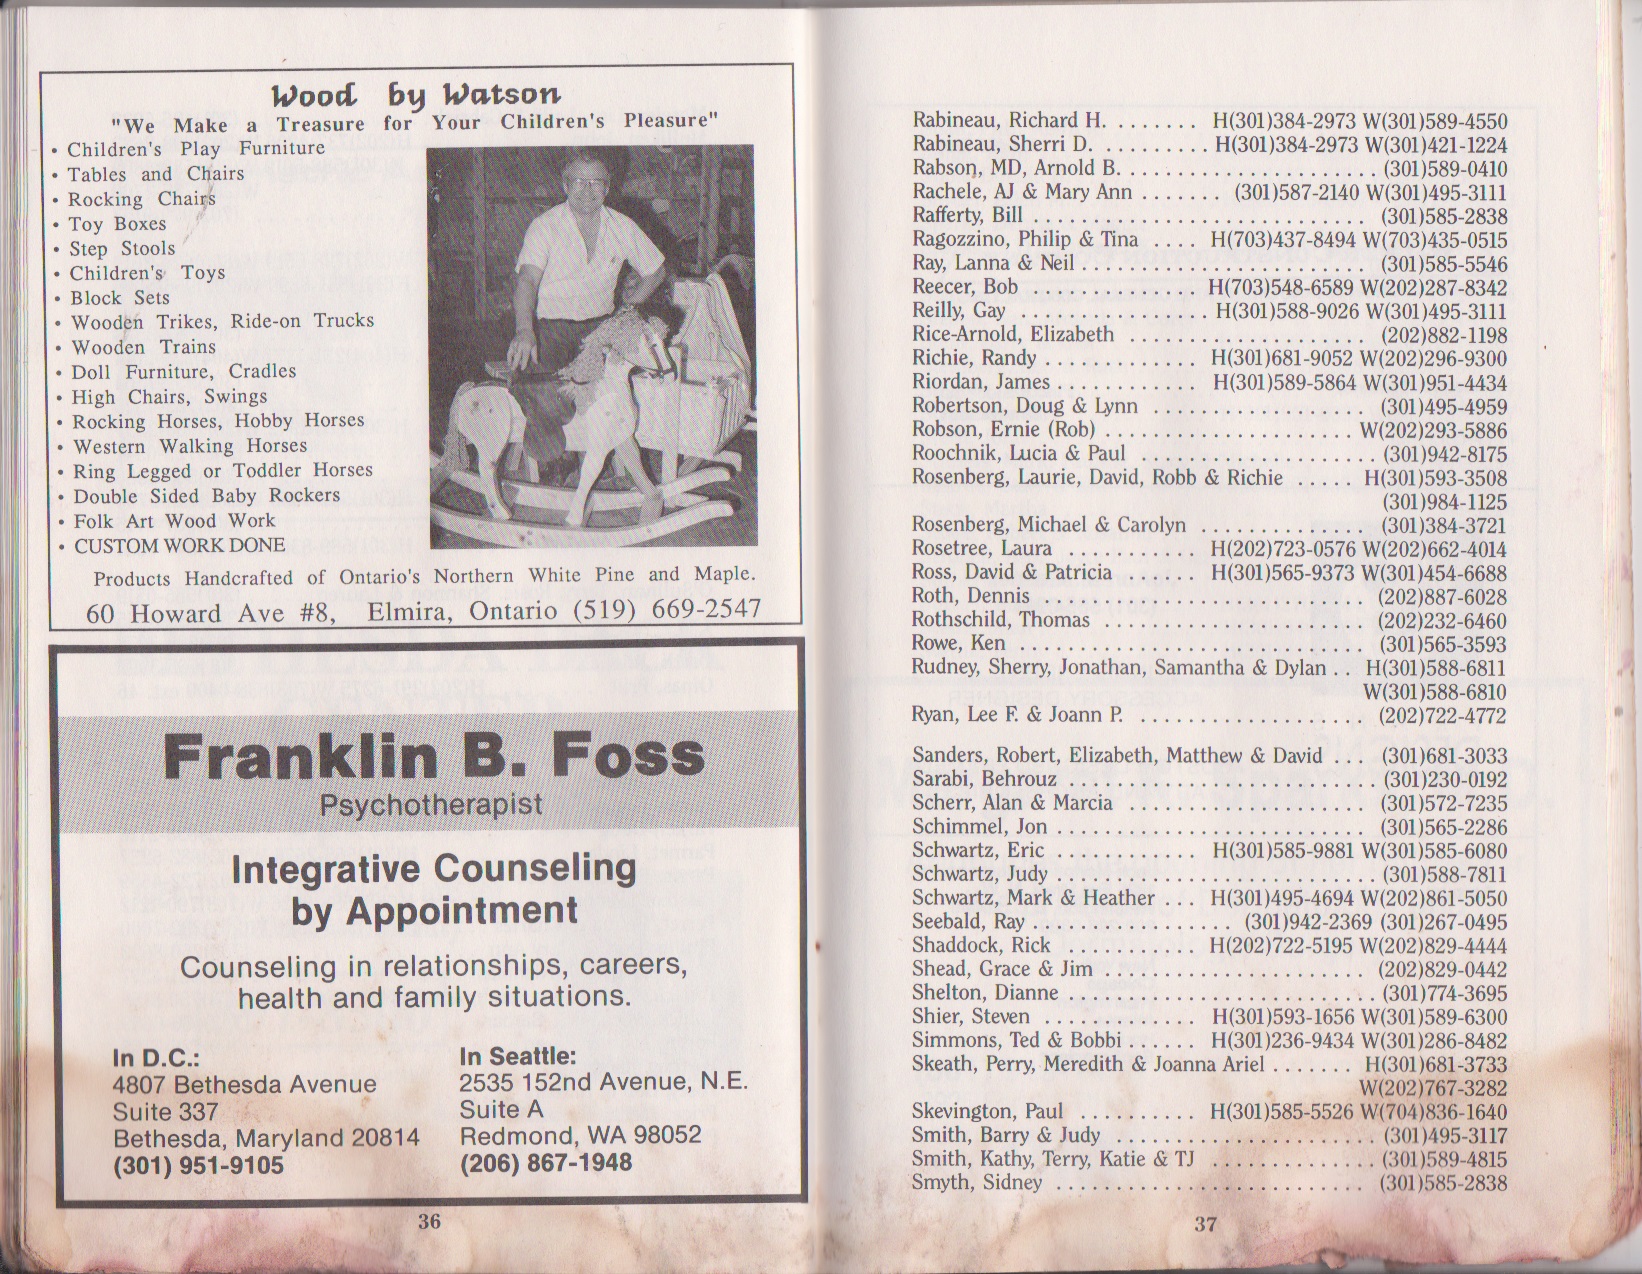 Wood by Watson
"We Make a Treasure for Your Children's Pleasure"
• Children's Play Furniture
• Tables and Chairs
• Rocking Chairs
• Toy Boxes
• Step Stools
• Children's Toys
• Block Sets
• Wooden Trikes, Ride-on Trucks
• Wooden Trains
• Doll Furniture, Cradles
• High Chairs, Swings
• Rocking Horses, Hobby Horses
• Western Walking Horses
• Ring Legged or Toddler Horses
• Double Sided Baby Rockers
• Folk Art Wood Work
• CUSTOM WORK DONE
Products Handcrafted of Ontario's Northern White Pine and Maple.
60 Howard Ave #8, Elmira, Ontario (519) 669-2547
Franklin B. Foss
Psychotherapist
Integrative Counseling
by Appointment
Counseling in relationships, careers,
health and family situations.
In D.C.:
4807 Bethesda Avenue
Suite 337
Bethesda, Maryland 20814
(301) 951-9105
In Seattle:
2535 152nd Avenue, N.E.
Suite A
Redmond, WA 98052
(206) 867-1948
36
Rabineau, Richard H. . . . . . . . H(301)384-2973 W(301)589-4550
Rabineau, Sherri D. . . . . . . . . . H(301)384-2973 W(301)421-1224
Rabson, MD, Arnold B. . . . . . . . . . . . . . . . . . . . . . . (301)589-0410
Rachele, AJ & Mary Ann . . . . . . . (301)587-2140 W(301)495-3111
Rafferty, Bill . . . . . . . . . . . . . . . . . . . . . . . . . . . . (301)585-2838
Ragozzino, Philip & Tina . . . . H(703)437-8494 W(703)435-0515
Ray, Lanna & Neil . . . . . . . . . . . . . . . . . . . . . . . . (301)585-5546
Reecer, Bob . . . . . . . . . . . . . . H(703)548-6589 W(202)287-8342
Reilly, Gay . . . . . . . . . . . . . . . . H(301)588-9026 W(301)495-3111
Rice-Arnold, Elizabeth . . . . . . . . . . . . . . . . . . . . (202)882-1198
Richie, Randy . . . . . . . . . . . . . H(301)681-9052 W(202)296-9300
Riordan, James . . . . . . . . . . . . H(301)589-5864 W(301)951-4434
Robertson, Doug & Lynn . . . . . . . . . . . . . . . . . . (301)495-4959
Robson, Ernie (Rob) . . . . . . . . . . . . . . . . . . . . . W(202)293-5886
Roochnik, Lucia & Paul . . . . . . . . . . . . . . . . . . . . (301)942-8175
Rosenberg, Laurie, David, Robb & Richie . . . . . H(301)593-3508
(301)984-1125
Rosenberg, Michael & Carolyn . . . . . . . . . . . . . . (301)384-3721
Rosetree, Laura . . . . . . . . . . . H(202)723-0576 W(202)662-4014
Ross, David & Patricia . . . . . . H(301)565-9373 W(301)454-6688
Roth, Dennis . . . . . . . . . . . . . . . . . . . . . . . . . . . . (202)887-6028
Rothschild, Thomas . . . . . . . . . . . . . . . . . . . . . . (202)232-6460
Rowe, Ken . . . . . . . . . . . . . . . . . . . . . . . . . . . . . (301)565-3593
Rudney, Sherry, Jonathan, Samantha & Dylan . . H(301)588-6811
W(301)588-6810
Ryan, Lee F. & Joann P. . . . . . . . . . . . . . . . . . . . (202)722-4772
Sanders, Robert, Elizabeth, Matthew & David . . . (301)681-3033
Sarabi, Behrouz . . . . . . . . . . . . . . . . . . . . . . . . . . (301)230-0192
Scherr, Alan & Marcia . . . . . . . . . . . . . . . . . . . . (301)572-7235
Schimmel, Jon . . . . . . . . . . . . . . . . . . . . . . . . . . (301)565-2286
Schwartz, Eric . . . . . . . . . . . . H(301)585-9881 W(301)585-6080
Schwartz, Judy . . . . . . . . . . . . . . . . . . . . . . . . . . . (301)588-7811
Schwartz, Mark & Heather . . . H(301)495-4694 W(202)861-5050
Seebald, Ray . . . . . . . . . . . . . . . . . (301)942-2369 (301)267-0495
Shaddock, Rick . . . . . . . . . . . H(202)722-5195 W(202)829-4444
Shead, Grace & Jim . . . . . . . . . . . . . . . . . . . . . . . (202)829-0442
Shelton, Dianne . . . . . . . . . . . . . . . . . . . . . . . . . . (301)774-3695
Shier, Steven . . . . . . . . . . . . . H(301)593-1656 W(301)589-6300
Simmons, Ted & Bobbi . . . . . . H(301)236-9434 W(301)286-8482
Skeath, Perry, Meredith & Joanna Ariel . . . . . . . H(301)681-3733
W(202)767-3282
Skevington, Paul . . . . . . . . . . H(301)585-5526 W(704)836-1640
Smith, Barry & Judy . . . . . . . . . . . . . . . . . . . . . . (301)495-3117
Smith, Kathy, Terry, Katie & TJ . . . . . . . . . . . . . . (301)589-4815
Smyth, Sidney . . . . . . . . . . . . . . . . . . . . . . . . . . (301)585-2838
37